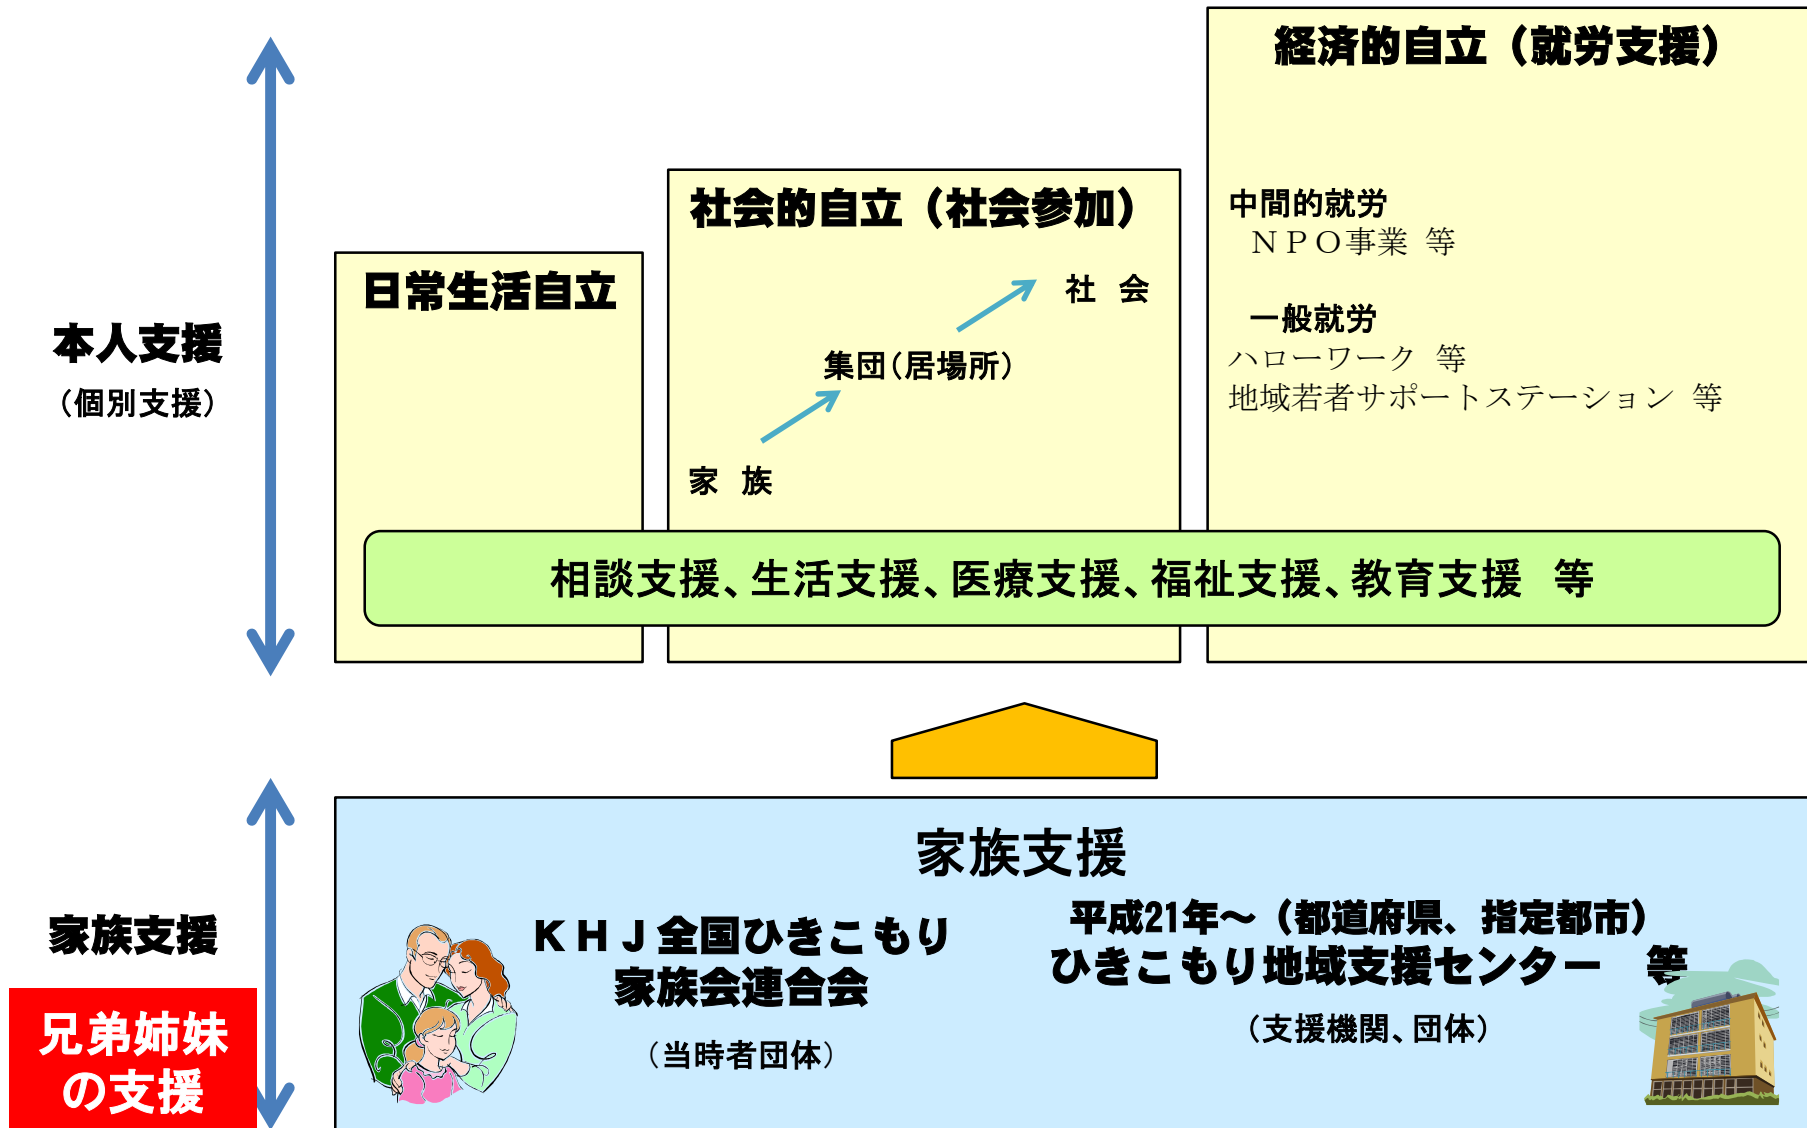 経済的自立（就労支援）
中間的就労
ＮＰＯ事業 等
一般就労
ハローワーク 等
地域若者サポートステーション 等
社会的自立（社会参加）
社 会
集団（居場所）
家 族
日常生活自立
本人支援
（個別支援）
相談支援、生活支援、医療支援、福祉支援、教育支援　等
家族支援
家族支援
兄弟姉妹
の支援
ＫＨＪ全国ひきこもり
家族会連合会
（当時者団体）
平成21年～（都道府県、指定都市）
ひきこもり地域支援センター　等
（支援機関、団体）